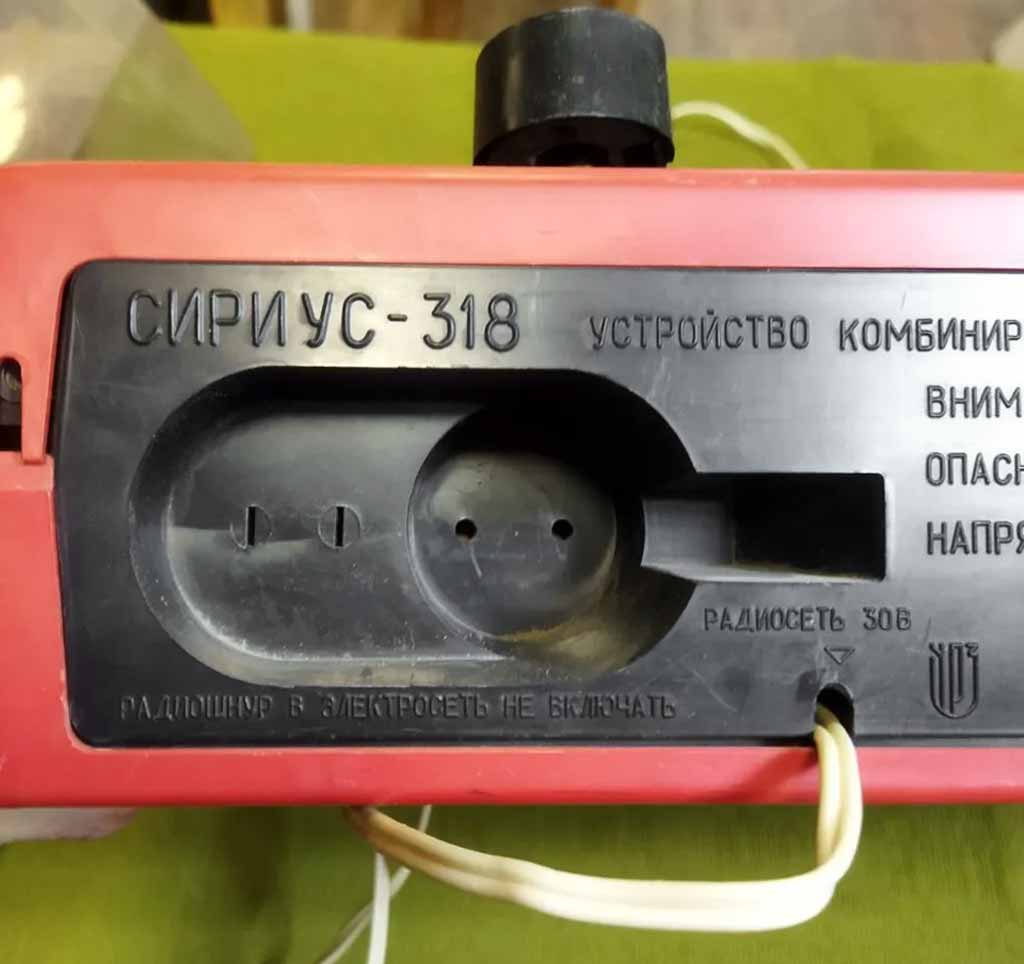 СИРИУС-318
УСТРОЙСТВО КОМБИНИР
ВНИМ
ОПАСН
НАПРЯ
РАДИОСЕТЬ 30В
РАДИОШНУР В ЭЛЕКТРОСЕТЬ НЕ ВКЛЮЧАТЬ